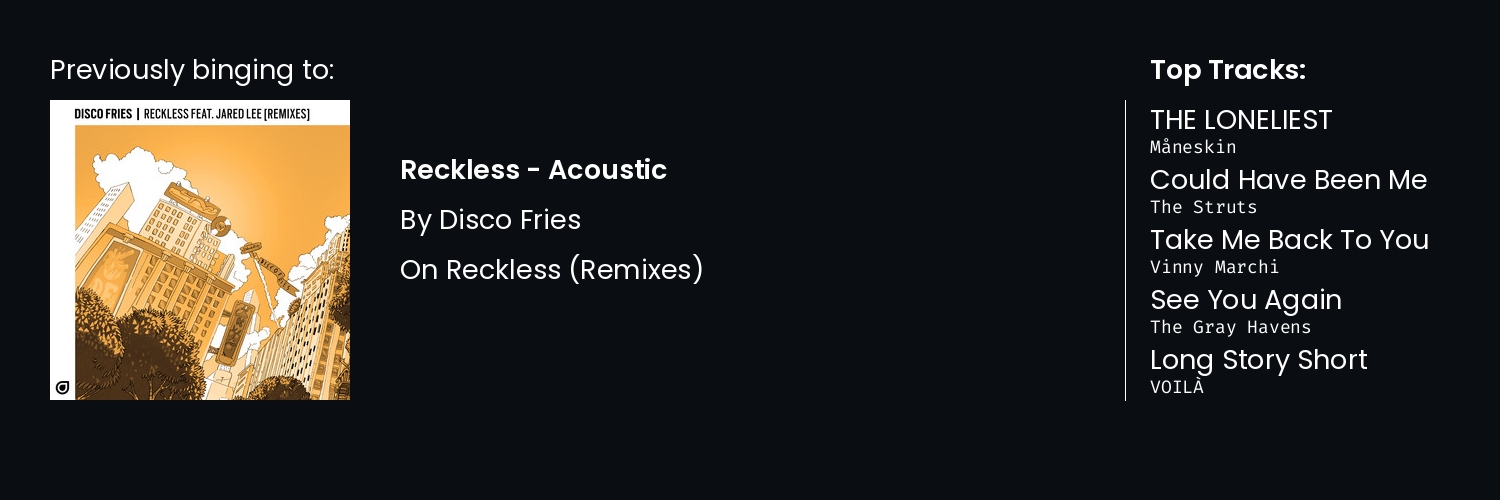 Previously binging to:
DISCO FRIES | RECKLESS FEAT. JARED LEE [REMIXES]
Reckless - Acoustic
By Disco Fries
On Reckless (Remixes)
Top Tracks:
THE LONELIEST
Måneskin
Could Have Been Me
The Struts
Take Me Back To You
Vinny Marchi
See You Again
The Gray Havens
Long Story Short
VOILÀ